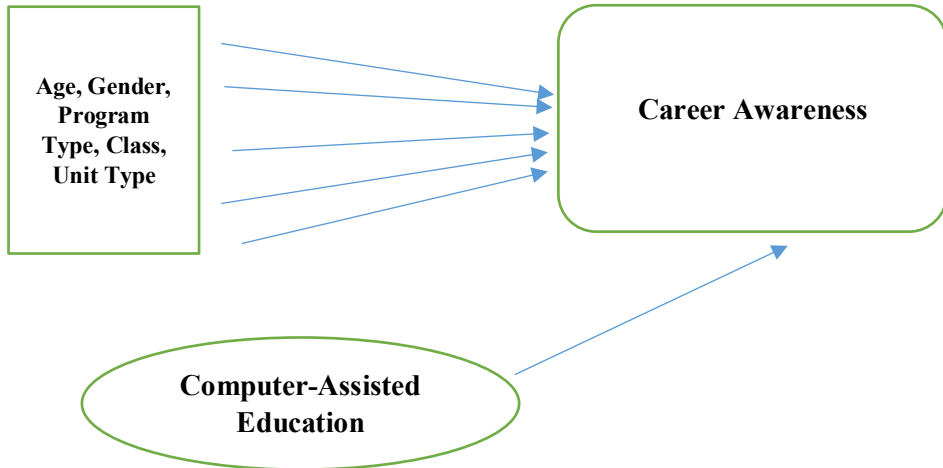 Age, Gender,
Program
Type, Class,
Unit Type
Career Awareness
Computer-Assisted
Education